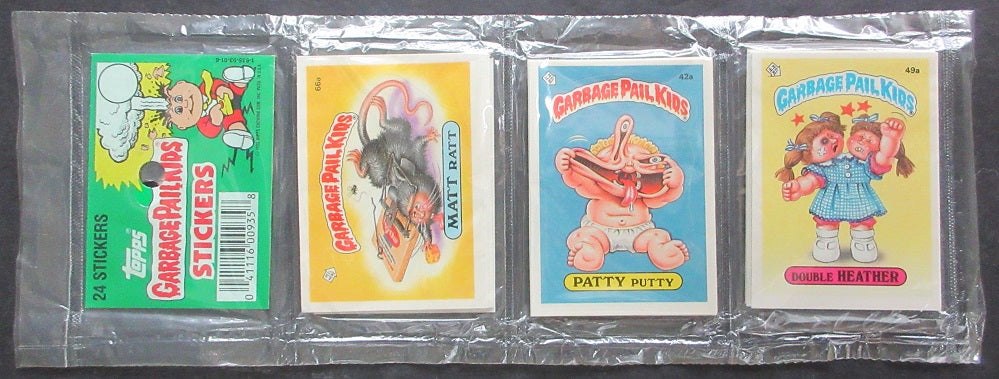 24 STICKERS
TOPPS
GARBAGE PAIL KIDS
STICKERS
0 41116 00935 8
66a
GARBAGE PAIL KIDS
MATT RATT
42a
GARBAGE PAIL KIDS
PATTY PUTTY
49a
GARBAGE PAIL KIDS
DOUBLE HEATHER